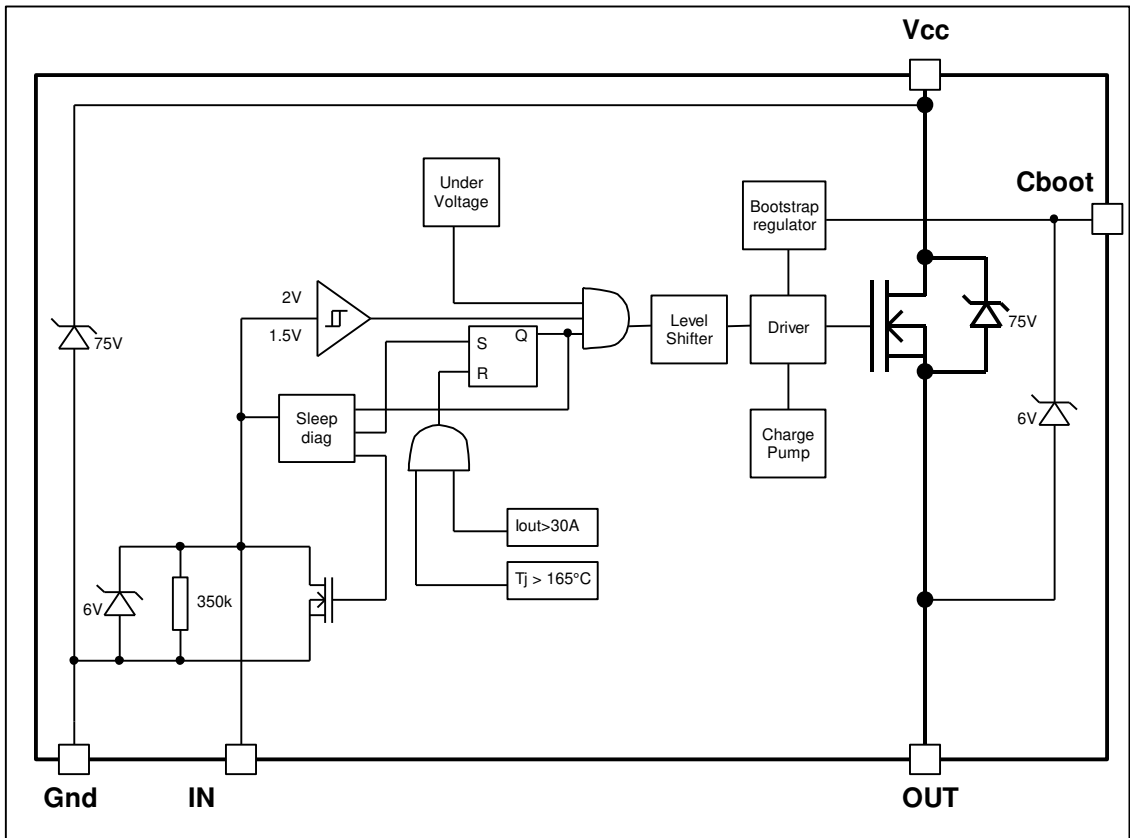 Vcc
Cboot
Under
Voltage
Bootstrap
regulator
2V
1.5V
75V
S
Q
R
Level
Shifter
Driver
75V
Sleep
diag
Charge
Pump
6V
Iout>30A
Tj > 165°C
6V
350k
Gnd
IN
OUT